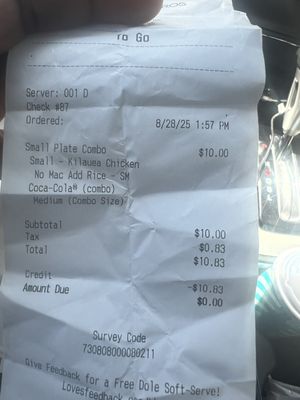 To Go
Server: 001 D
Check #87
Ordered: 8/28/25 1:57 PM
Small Plate Combo $10.00
Small - Kilauea Chicken
No Mac Add Rice - SM
Coca-Cola® (combo)
Medium (Combo Size)
Subtotal $10.00
Tax $0.83
Total $10.83
Credit -$10.83
Amount Due $0.00
Survey Code
730808000080211
Give Feedback for a Free Dole Soft-Serve!